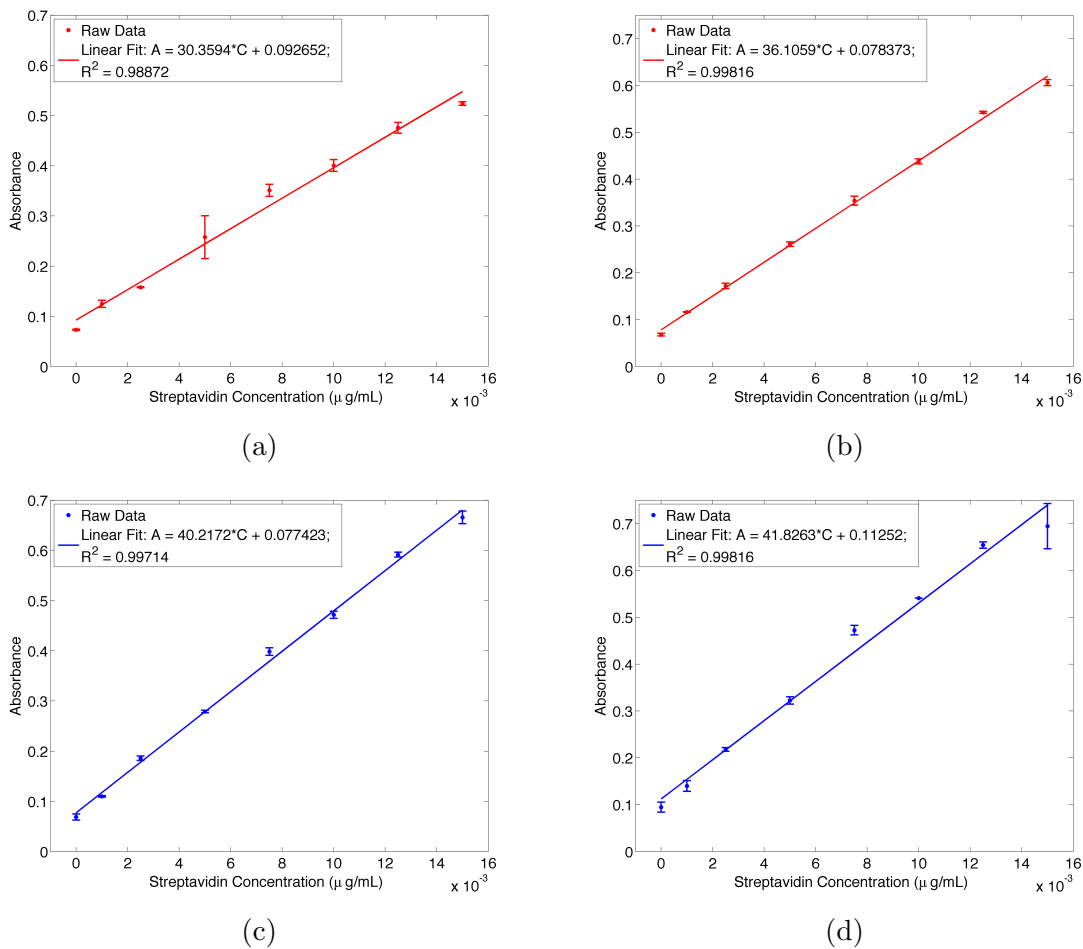 0.7
0.6
0.5
0.4
0.3
0.2
0.1
0
Absorbance
Raw Data
Linear Fit: A = 30.3594*C + 0.092652;
R² = 0.98872
0 2 4 6 8 10 12 14 16
Streptavidin Concentration (μ g/mL)
x 10⁻³
(a)
0.7
0.6
0.5
0.4
0.3
0.2
0.1
0
Absorbance
Raw Data
Linear Fit: A = 36.1059*C + 0.078373;
R² = 0.99816
0 2 4 6 8 10 12 14 16
Streptavidin Concentration (μ g/mL)
x 10⁻³
(b)
0.7
0.6
0.5
0.4
0.3
0.2
0.1
0
Absorbance
Raw Data
Linear Fit: A = 40.2172*C + 0.077423;
R² = 0.99714
0 2 4 6 8 10 12 14 16
Streptavidin Concentration (μ g/mL)
x 10⁻³
(c)
0.7
0.6
0.5
0.4
0.3
0.2
0.1
0
Absorbance
Raw Data
Linear Fit: A = 41.8263*C + 0.11252;
R² = 0.99816
0 2 4 6 8 10 12 14 16
Streptavidin Concentration (μ g/mL)
x 10⁻³
(d)